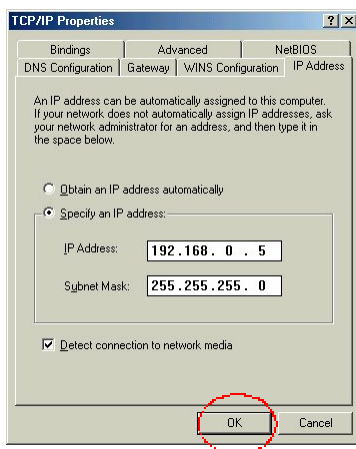 TCP/IP Properties
Bindings Advanced NetBIOS
DNS Configuration Gateway WINS Configuration IP Address
An IP address can be automatically assigned to this computer.
If your network does not automatically assign IP addresses, ask
your network administrator for an address, and then type it in
the space below.
Obtain an IP address automatically
Specify an IP address:
IP Address: 192.168. 0 . 5
Subnet Mask: 255.255.255. 0
Detect connection to network media
OK Cancel